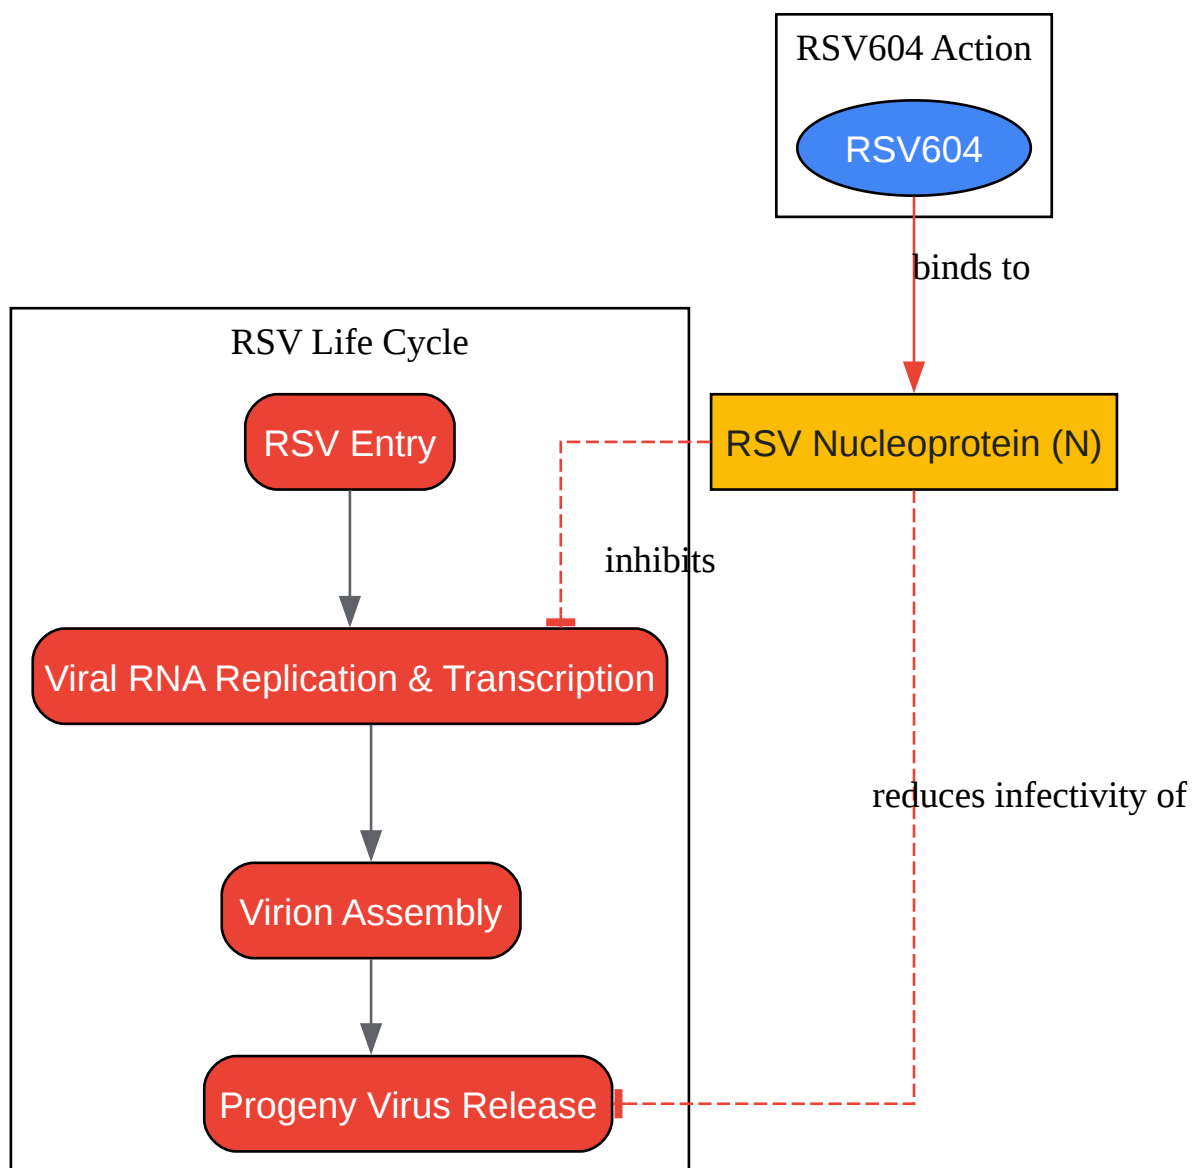 RSV604 Action
RSV604
binds to
RSV Life Cycle
RSV Entry
RSV Nucleoprotein (N)
inhibits
Viral RNA Replication & Transcription
reduces infectivity of
Virion Assembly
Progeny Virus Release